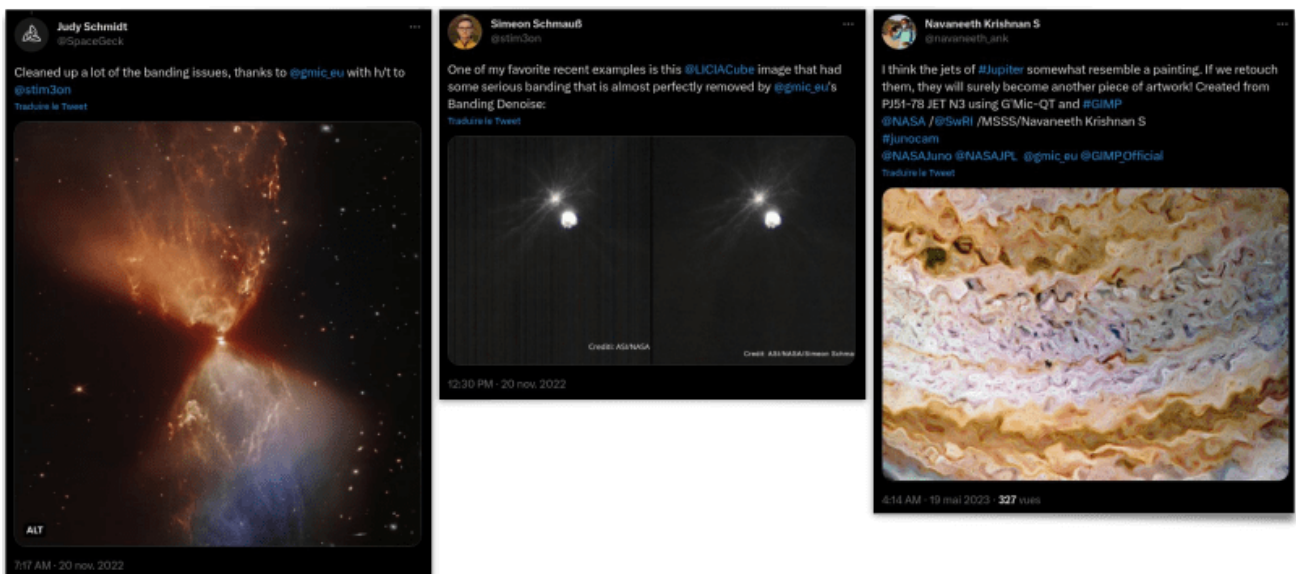 Judy Schmidt
@SpaceGeck
Cleaned up a lot of the banding issues, thanks to @gmic_eu with h/t to
@stim3on
Traduire le Tweet
ALT
7:17 AM · 20 nov. 2022
Simeon Schmauß
@stim3on
One of my favorite recent examples is this @LICIACube image that had
some serious banding that is almost perfectly removed by @gmic_eu's
Banding Denoise:
Traduire le Tweet
Credit: ASI/NASA
Credit: ASI/NASA/Simeon Schma
12:30 PM · 20 nov. 2022
Navaneeth Krishnan S
@navaneeth_ank
I think the jets of #Jupiter somewhat resemble a painting. If we retouch
them, they will surely become another piece of artwork! Created from
PJ51-78 JET N3 using G'Mic-QT and #GIMP
@NASA /@SwRI /MSSS/Navaneeth Krishnan S
#junocam
@NASAJuno @NASAJPL @gmic_eu @GIMP_Official
Traduire le Tweet
4:14 AM · 19 mai 2023 · 327 vues